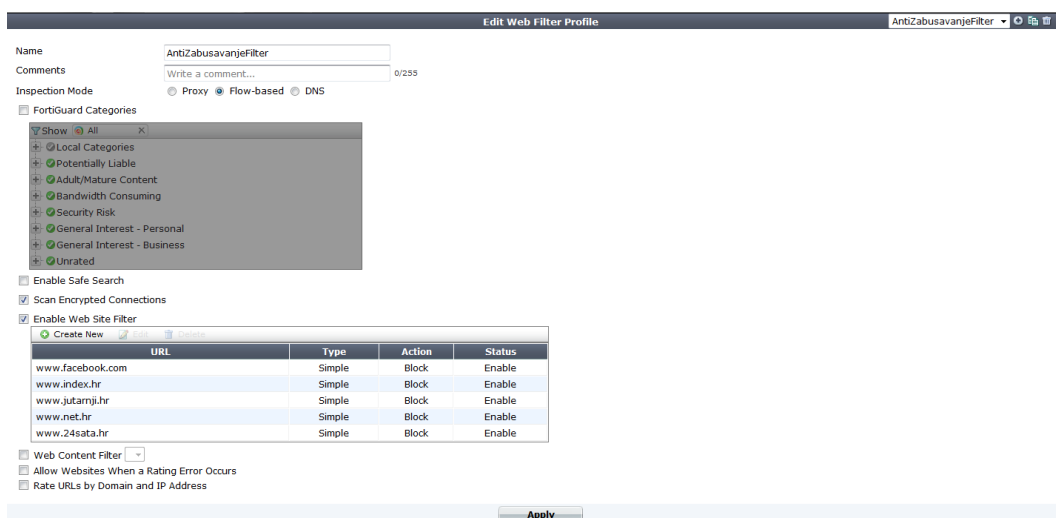 Edit Web Filter Profile
AntiZabusavanjeFilter
Name AntiZabusavanjeFilter
Comments Write a comment... 0/255
Inspection Mode Proxy Flow-based DNS
FortiGuard Categories
Show All X
Local Categories
Potentially Liable
Adult/Mature Content
Bandwidth Consuming
Security Risk
General Interest - Personal
General Interest - Business
Unrated
Enable Safe Search
Scan Encrypted Connections
Enable Web Site Filter
Create New Edit Delete
URL Type Action Status
www.facebook.com Simple Block Enable
www.index.hr Simple Block Enable
www.jutarnji.hr Simple Block Enable
www.net.hr Simple Block Enable
www.24sata.hr Simple Block Enable
Web Content Filter
Allow Websites When a Rating Error Occurs
Rate URLs by Domain and IP Address
Apply